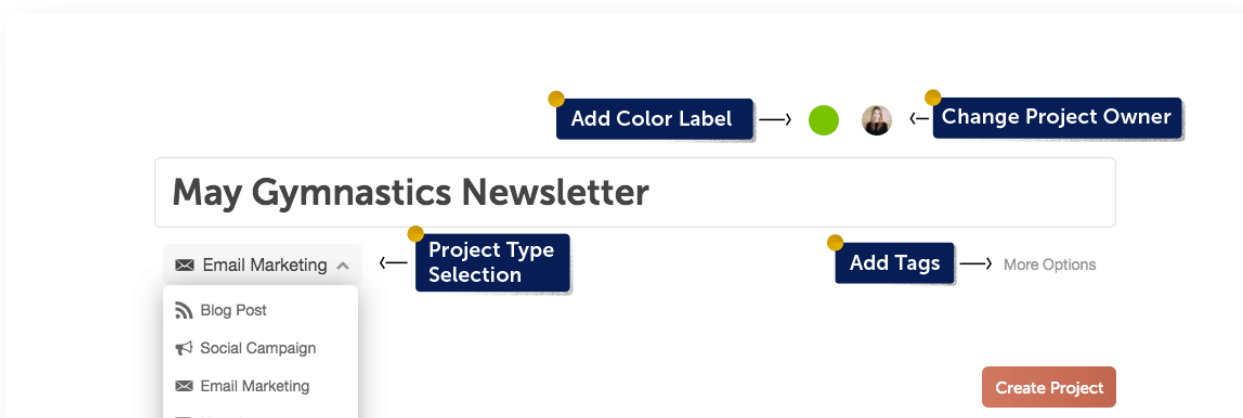 Add Color Label
Change Project Owner
May Gymnastics Newsletter
Email Marketing
Project Type
Selection
Add Tags
More Options
Blog Post
Social Campaign
Email Marketing
Create Project